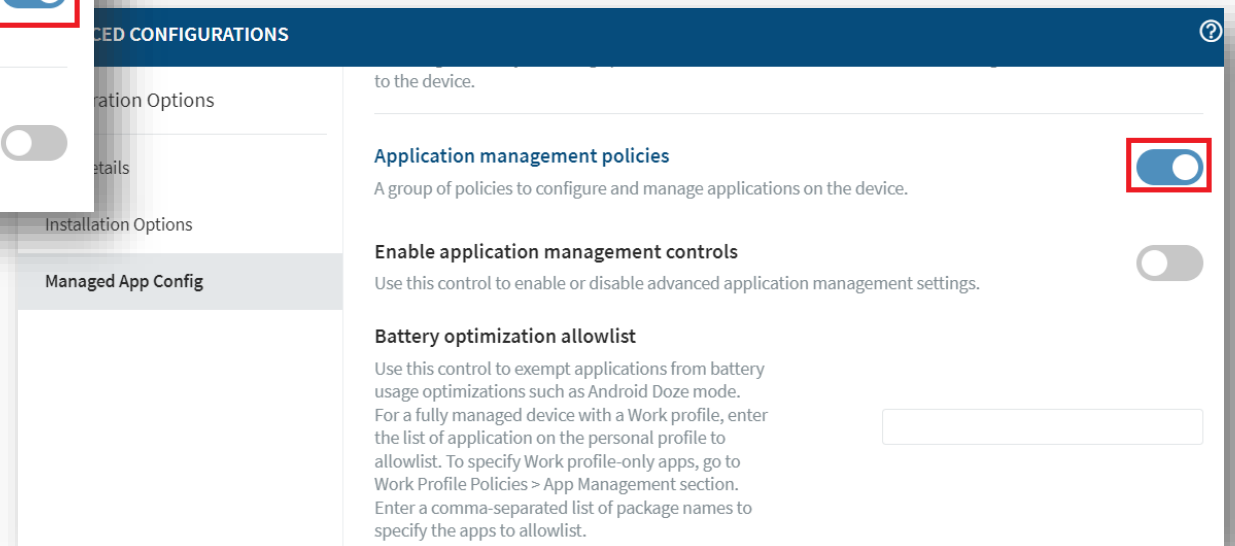 CED CONFIGURATIONS
to the device.
ration Options
Application management policies
etails
A group of policies to configure and manage applications on the device.
Installation Options
Enable application management controls
Managed App Config
Use this control to enable or disable advanced application management settings.
Battery optimization allowlist
Use this control to exempt applications from battery
usage optimizations such as Android Doze mode.
For a fully managed device with a Work profile, enter
the list of application on the personal profile to
allowlist. To specify Work profile-only apps, go to
Work Profile Policies > App Management section.
Enter a comma-separated list of package names to
specify the apps to allowlist.